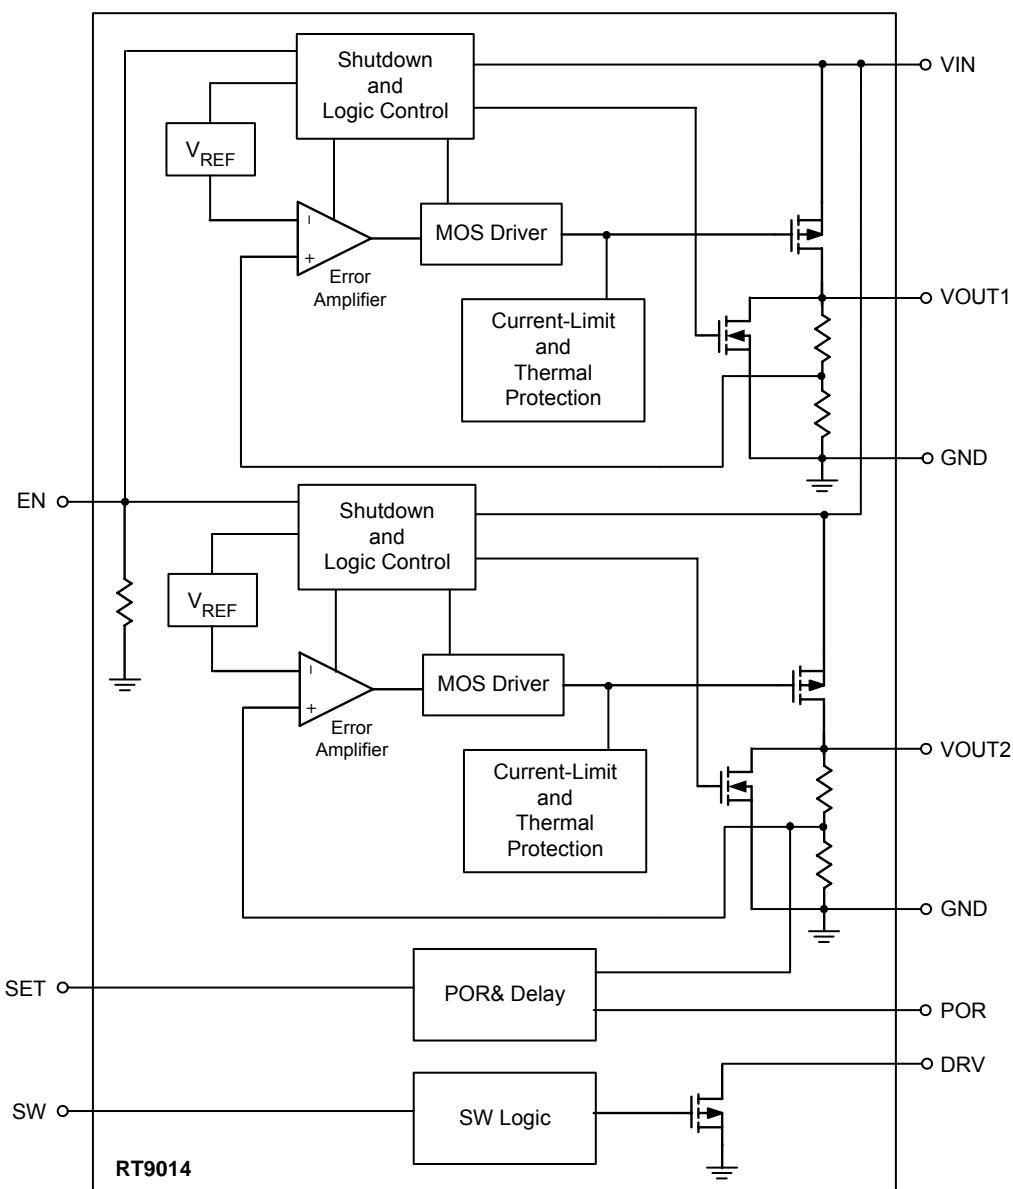 Shutdown
and
Logic Control
VIN
VREF
MOS Driver
−
+
Error
Amplifier
Current-Limit
and
Thermal
Protection
VOUT1
GND
EN
Shutdown
and
Logic Control
VREF
MOS Driver
−
+
Error
Amplifier
Current-Limit
and
Thermal
Protection
VOUT2
GND
SET
POR& Delay
POR
DRV
SW
SW Logic
RT9014